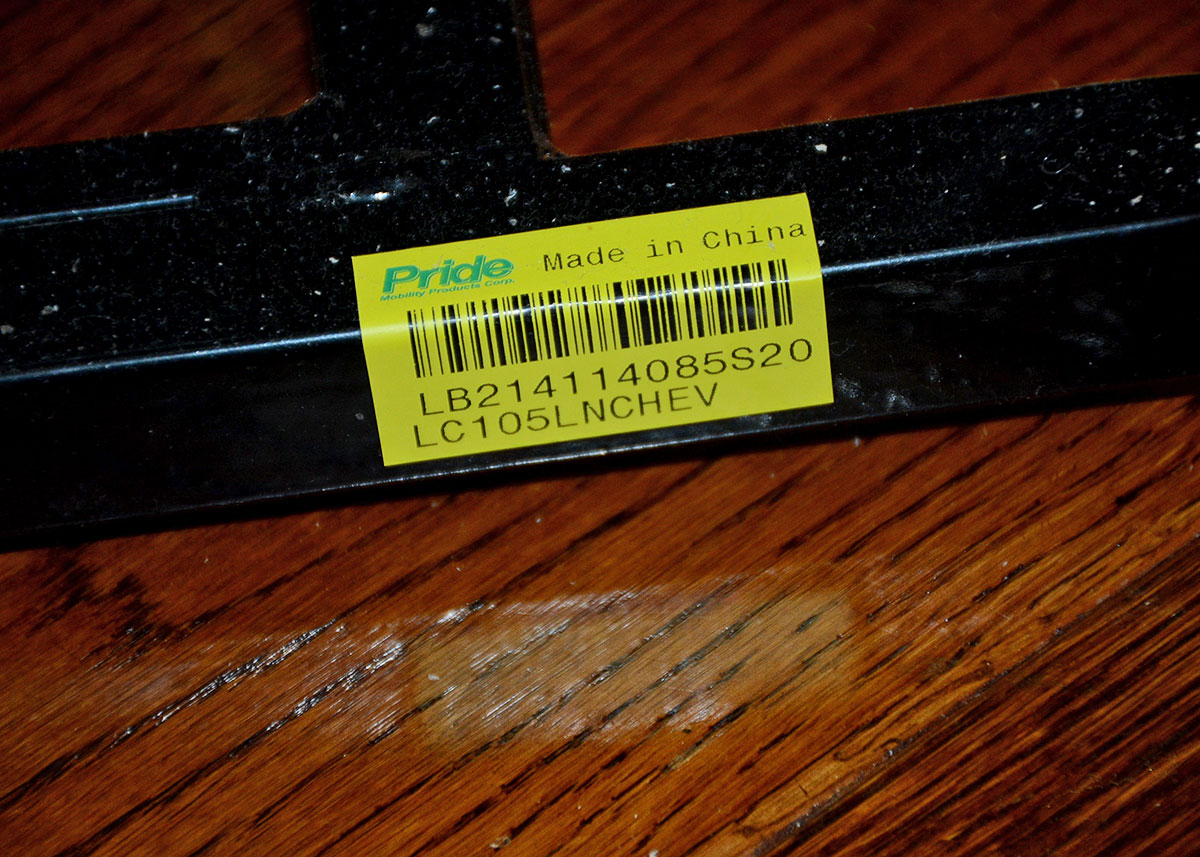 Pride Made in China
Mobility Products Corp.
LB214114085S20
LC105LNCHEV